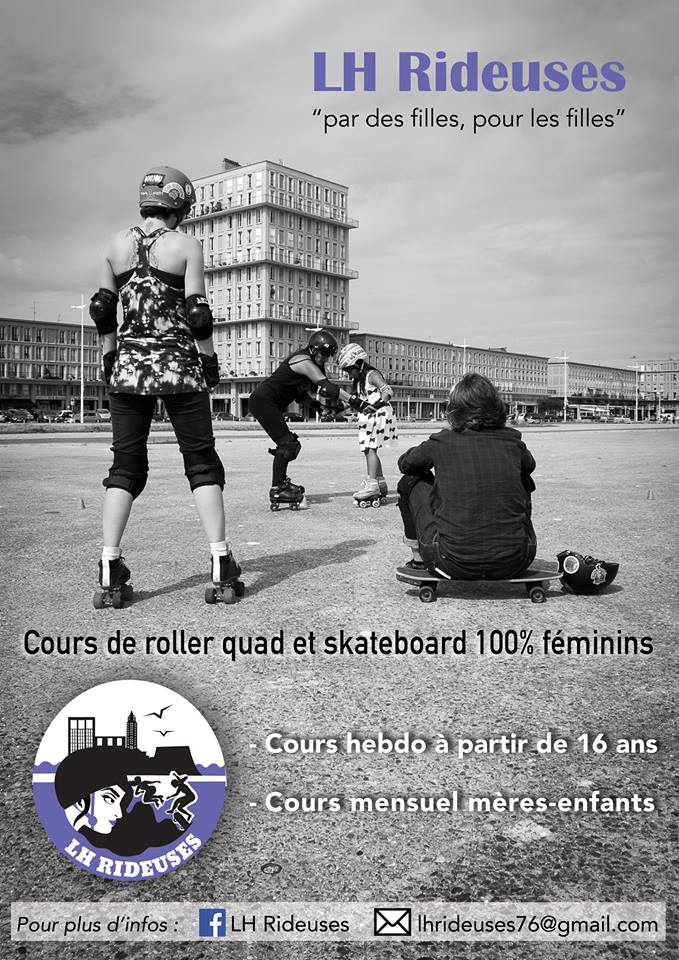 LH Rideuses
“par des filles, pour les filles”
Cours de roller quad et skateboard 100% féminins
- Cours hebdo à partir de 16 ans
- Cours mensuel mères-enfants
LH RIDEUSES
Pour plus d’infos : LH Rideuses lhrideuses76@gmail.com